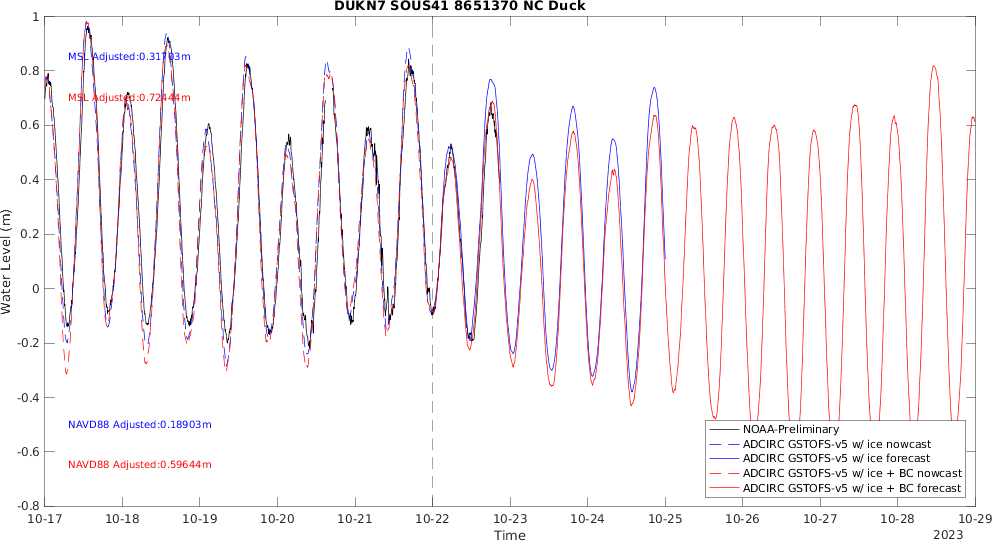 DUKN7 SOUS41 8651370 NC Duck
1
0.8
0.6
0.4
0.2
0
-0.2
-0.4
-0.6
-0.8
Water Level (m)
MSL Adjusted:0.31703m
MSL Adjusted:0.72444m
NAVD88 Adjusted:0.18903m
NAVD88 Adjusted:0.59644m
NOAA-Preliminary
ADCIRC GSTOFS-v5 w/ ice nowcast
ADCIRC GSTOFS-v5 w/ ice forecast
ADCIRC GSTOFS-v5 w/ ice + BC nowcast
ADCIRC GSTOFS-v5 w/ ice + BC forecast
10-17 10-18 10-19 10-20 10-21 10-22 10-23 10-24 10-25 10-26 10-27 10-28 10-29
Time
2023